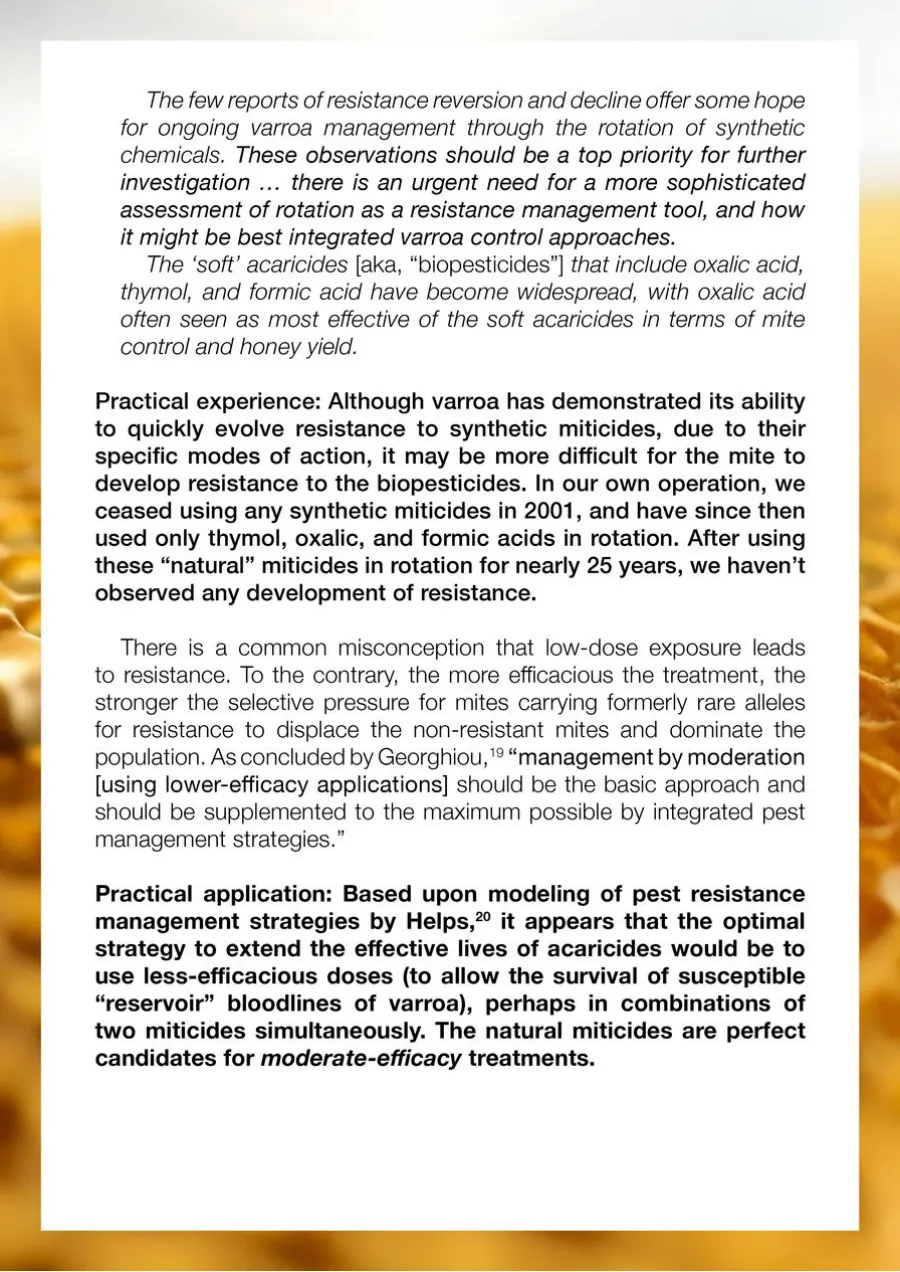 The few reports of resistance reversion and decline offer some hope
for ongoing varroa management through the rotation of synthetic
chemicals. These observations should be a top priority for further
investigation … there is an urgent need for a more sophisticated
assessment of rotation as a resistance management tool, and how
it might be best integrated varroa control approaches.
The ‘soft’ acaricides [aka, “biopesticides”] that include oxalic acid,
thymol, and formic acid have become widespread, with oxalic acid
often seen as most effective of the soft acaricides in terms of mite
control and honey yield.
Practical experience: Although varroa has demonstrated its ability
to quickly evolve resistance to synthetic miticides, due to their
specific modes of action, it may be more difficult for the mite to
develop resistance to the biopesticides. In our own operation, we
ceased using any synthetic miticides in 2001, and have since then
used only thymol, oxalic, and formic acids in rotation. After using
these “natural” miticides in rotation for nearly 25 years, we haven’t
observed any development of resistance.
There is a common misconception that low-dose exposure leads
to resistance. To the contrary, the more efficacious the treatment, the
stronger the selective pressure for mites carrying formerly rare alleles
for resistance to displace the non-resistant mites and dominate the
population. As concluded by Georghiou,¹⁹ “management by moderation
[using lower-efficacy applications] should be the basic approach and
should be supplemented to the maximum possible by integrated pest
management strategies.”
Practical application: Based upon modeling of pest resistance
management strategies by Helps,²⁰ it appears that the optimal
strategy to extend the effective lives of acaricides would be to
use less-efficacious doses (to allow the survival of susceptible
“reservoir” bloodlines of varroa), perhaps in combinations of
two miticides simultaneously. The natural miticides are perfect
candidates for moderate-efficacy treatments.